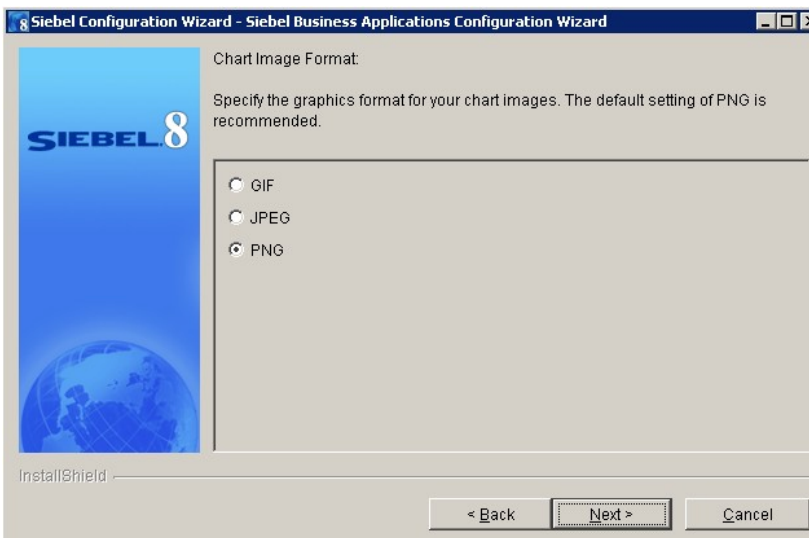 Siebel Configuration Wizard - Siebel Business Applications Configuration Wizard
Chart Image Format:
Specify the graphics format for your chart images. The default setting of PNG is
recommended.
SIEBEL. 8
GIF
JPEG
PNG
InstallShield
< Back
Next >
Cancel